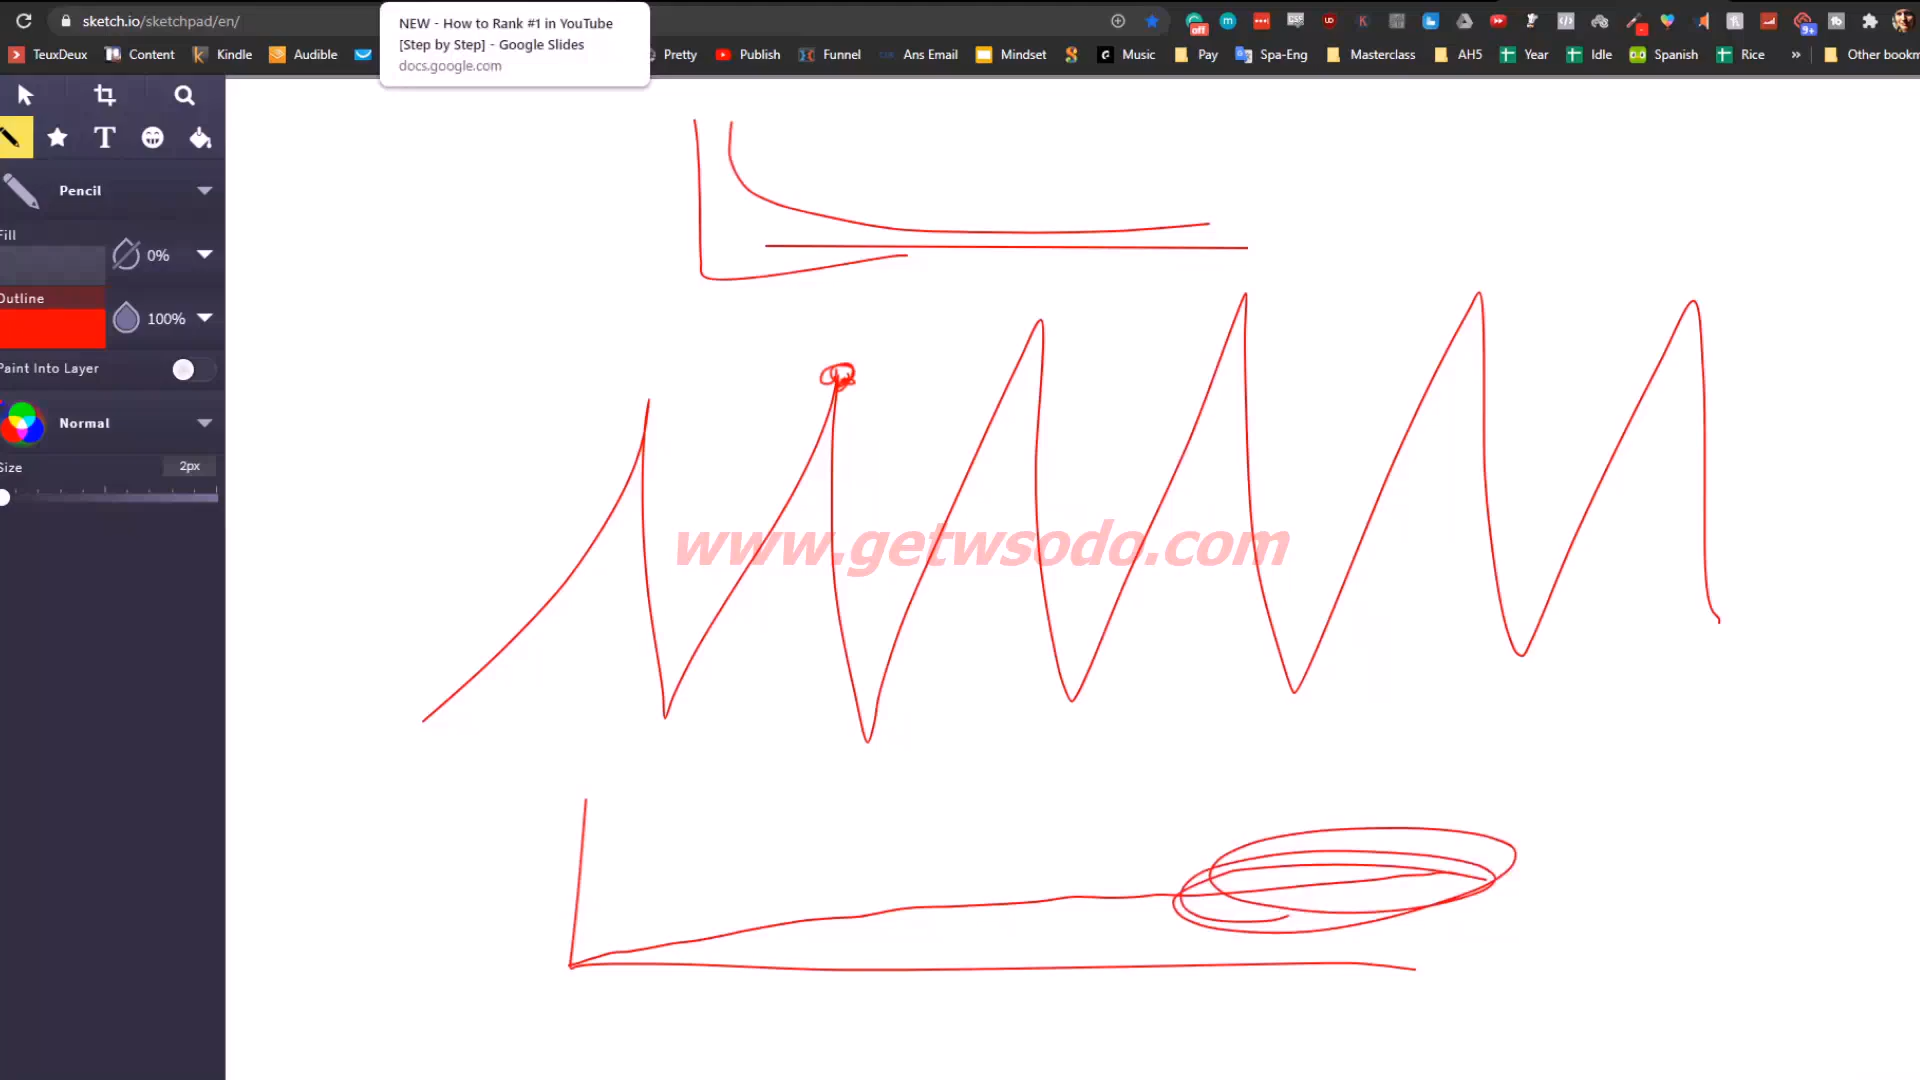 sketch.io/sketchpad/en/
NEW - How to Rank #1 in YouTube
[Step by Step] - Google Slides
docs.google.com
off
9+
TeuxDeux
Content
Kindle
Audible
Pretty
Publish
Funnel
Ans Email
Mindset
Music
Pay
Spa-Eng
Masterclass
AH5
Year
Idle
Spanish
Rice
»
Other bookm
T
Pencil
Fill
0%
Outline
100%
Paint Into Layer
Normal
Size
2px
www.getwsodo.com